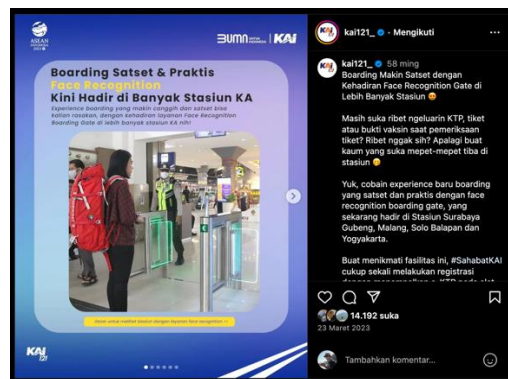 ASEAN
BUMN UNTUK INDONESIA
KAI
Boarding Satset & Praktis
Face Recognition
Kini Hadir di Banyak Stasiun KA
Experience boarding yang makin canggih dan satset bisa
kalian rasakan, dengan kehadiran layanan Face Recognition
Boarding Gate di lebih banyak stasiun KA nih!
KAI
121
kai121_ • Mengikuti
kai121_ 58 ming
Boarding Makin Satset dengan
Kehadiran Face Recognition Gate di
Lebih Banyak Stasiun 😍
Masih suka ribet ngeluarin KTP, tiket
atau bukti vaksin saat pemeriksaan
tiket? Ribet nggak sih? Apalagi buat
kaum yang suka mepet-mepet tiba di
stasiun
Yuk, cobain experience baru boarding
yang satset dan praktis dengan face
recognition boarding gate, yang
sekarang hadir di Stasiun Surabaya
Gubeng, Malang, Solo Balapan dan
Yogyakarta.
Buat menikmati fasilitas ini, #SahabatKAI
cukup sekali melakukan registrasi
14.192 suka
23 Maret 2023
Tambahkan komentar...